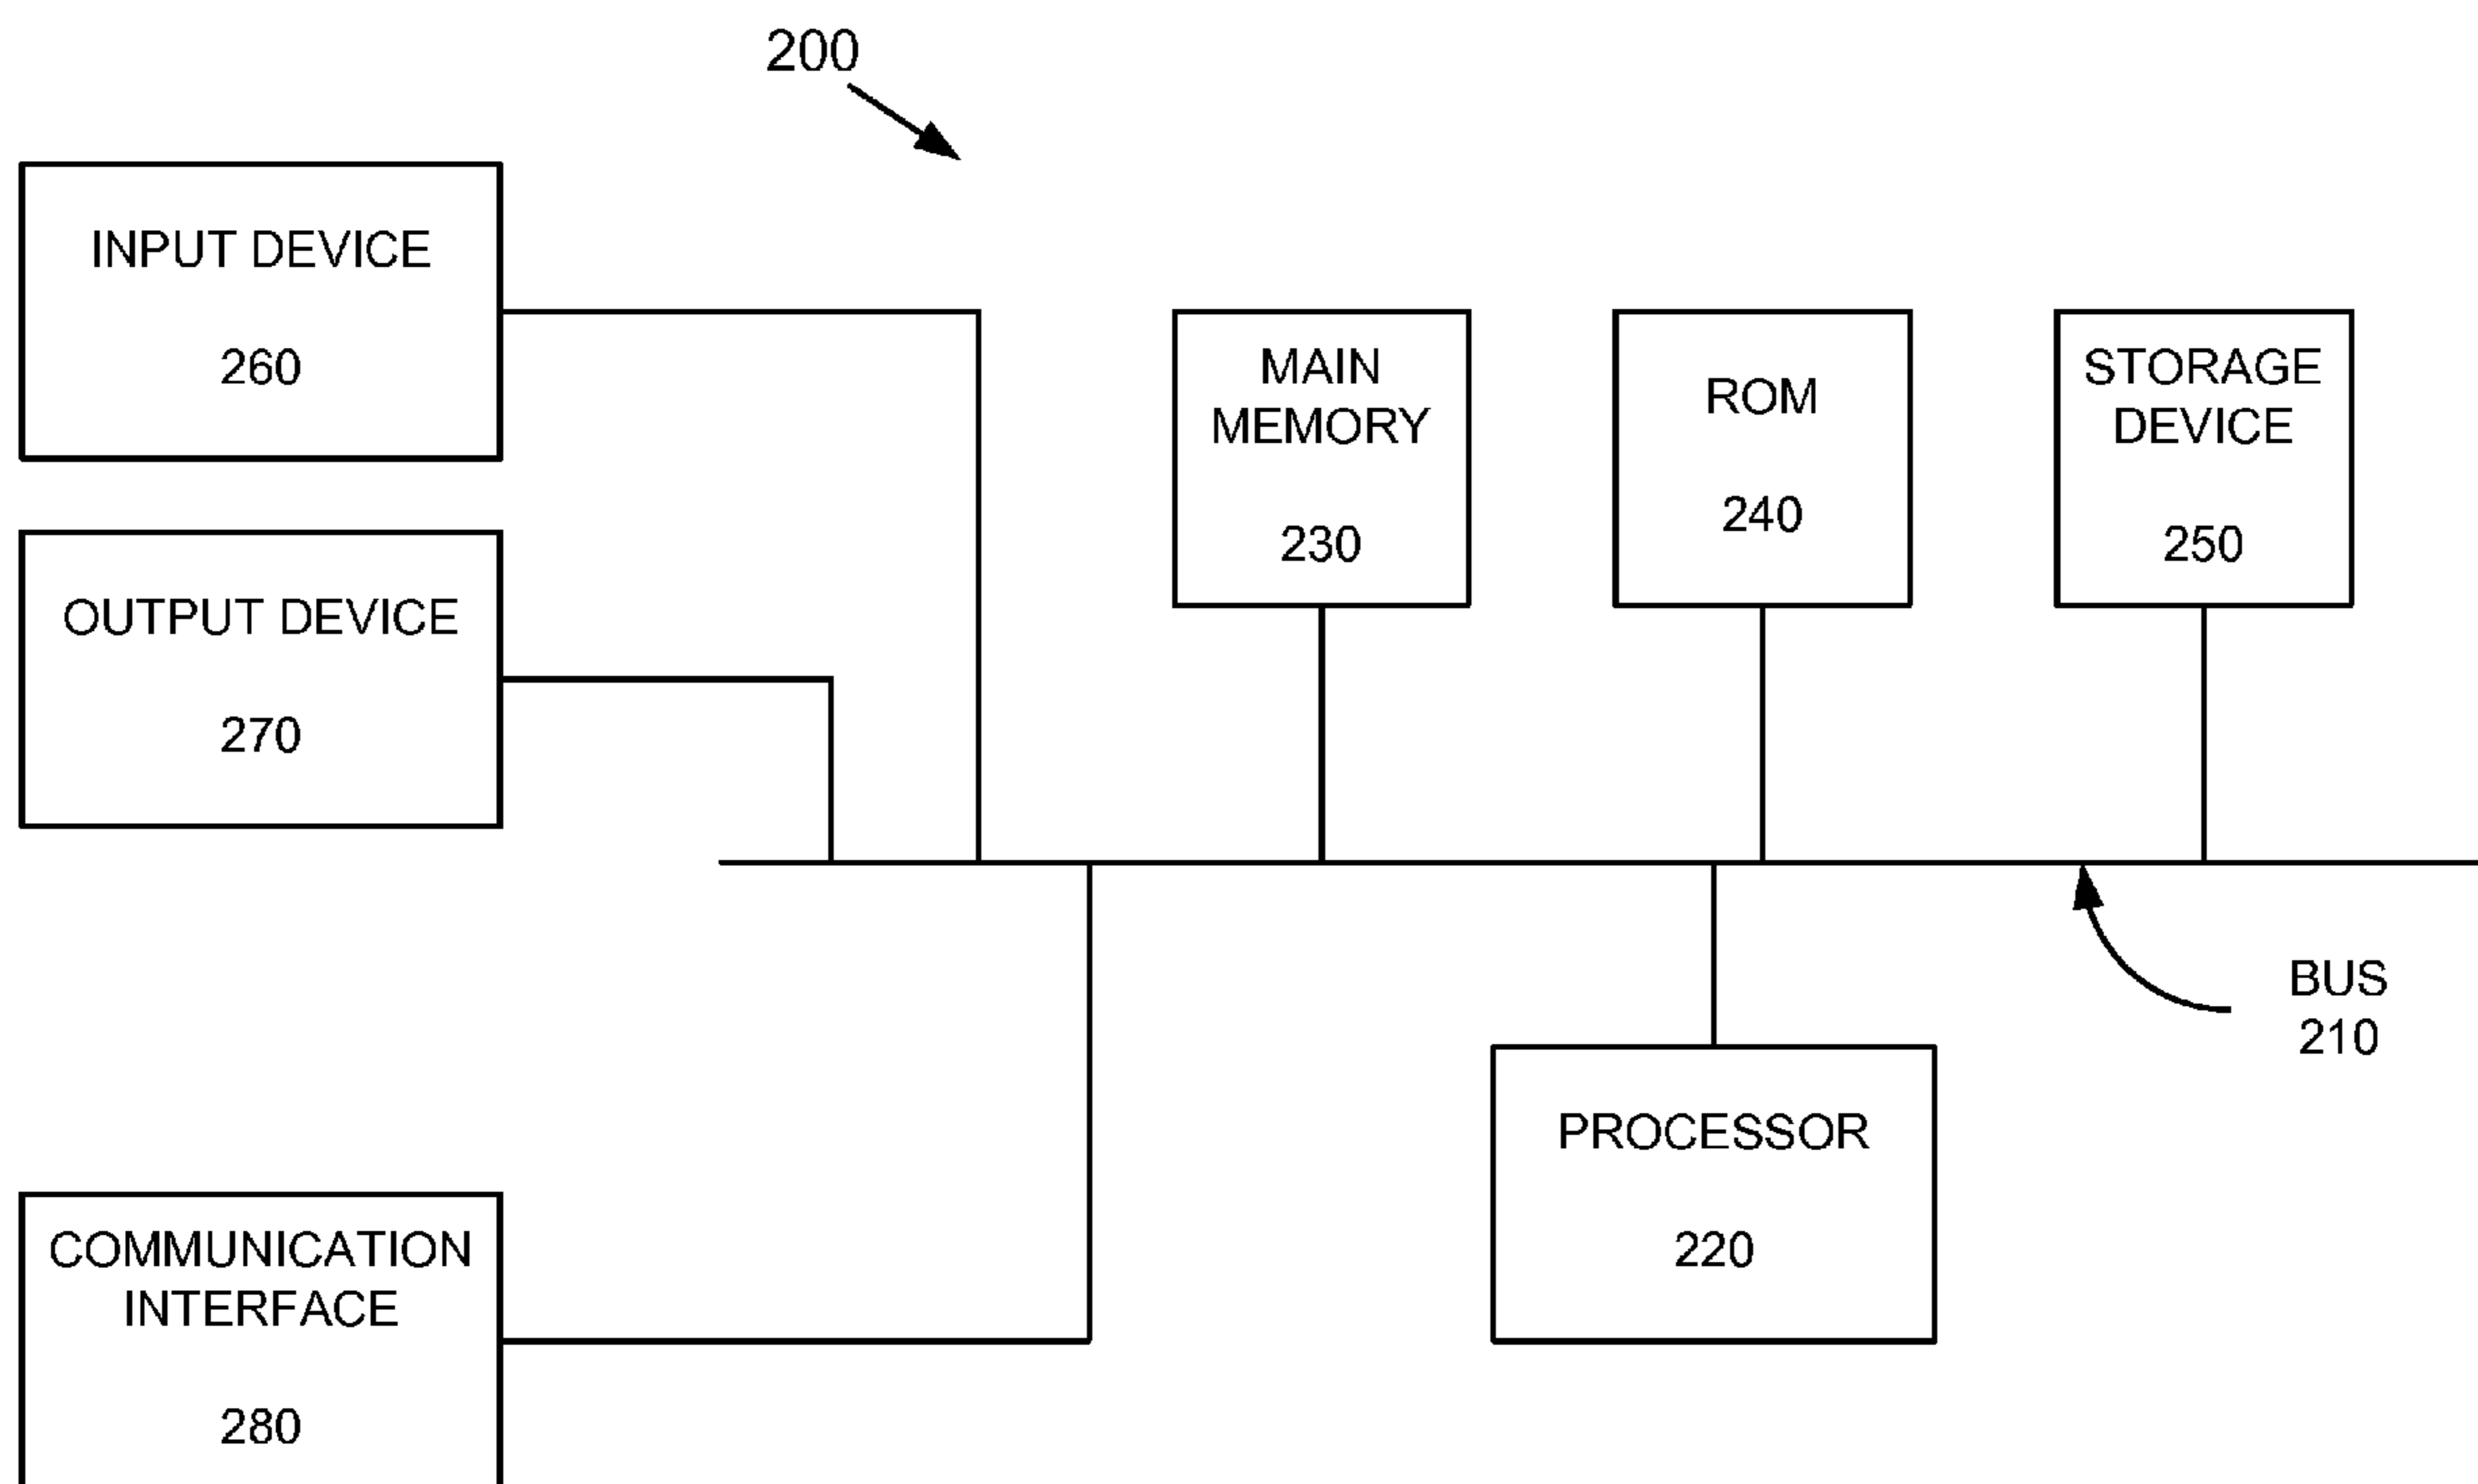 200
INPUT DEVICE
260
OUTPUT DEVICE
270
MAIN
MEMORY
230
ROM
240
STORAGE
DEVICE
250
BUS
210
PROCESSOR
220
COMMUNICATION
INTERFACE
280